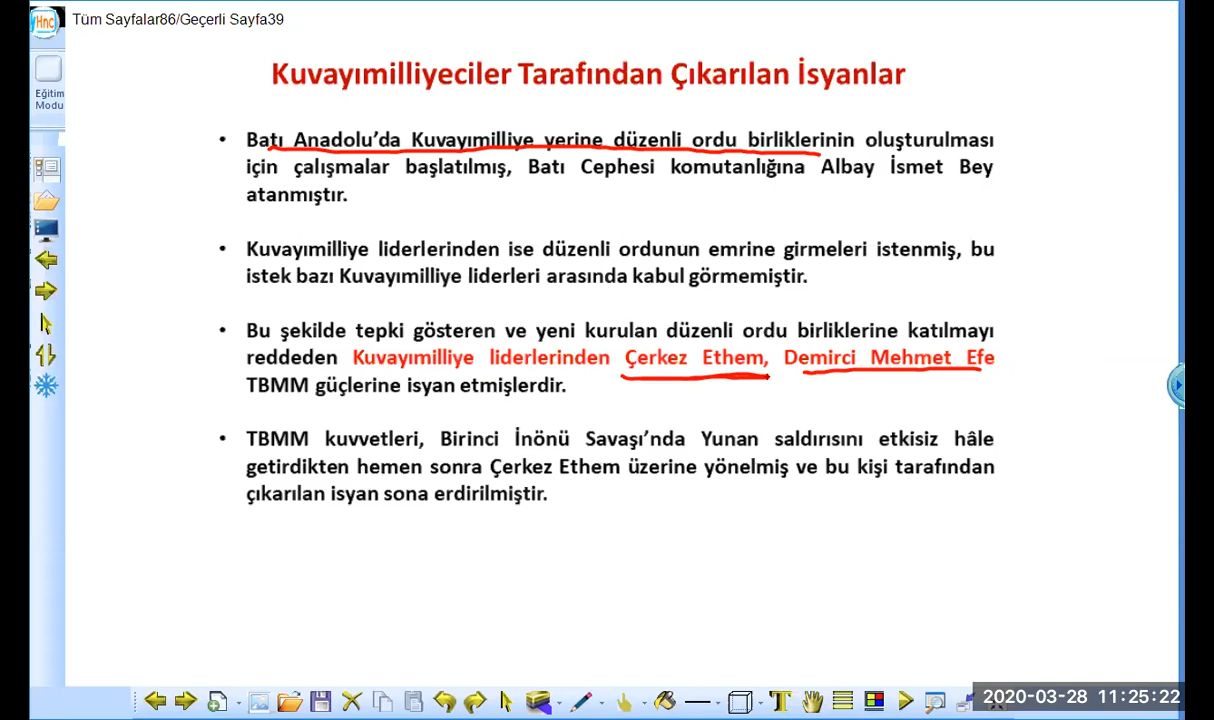 Tüm Sayfalar86/Geçerli Sayfa39
Hnc
Eğitim
Modu
Kuvayımilliyeciler Tarafından Çıkarılan İsyanlar
• Batı Anadolu'da Kuvayımilliye yerine düzenli ordu birliklerinin oluşturulması
için çalışmalar başlatılmış, Batı Cephesi komutanlığına Albay İsmet Bey
atanmıştır.
• Kuvayımilliye liderlerinden ise düzenli ordunun emrine girmeleri istenmiş, bu
istek bazı Kuvayımilliye liderleri arasında kabul görmemiştir.
• Bu şekilde tepki gösteren ve yeni kurulan düzenli ordu birliklerine katılmayı
reddeden Kuvayımilliye liderlerinden Çerkez Ethem, Demirci Mehmet Efe
TBMM güçlerine isyan etmişlerdir.
• TBMM kuvvetleri, Birinci İnönü Savaşı'nda Yunan saldırısını etkisiz hâle
getirdikten hemen sonra Çerkez Ethem üzerine yönelmiş ve bu kişi tarafından
çıkarılan isyan sona erdirilmiştir.
2020-03-28 11:25:22